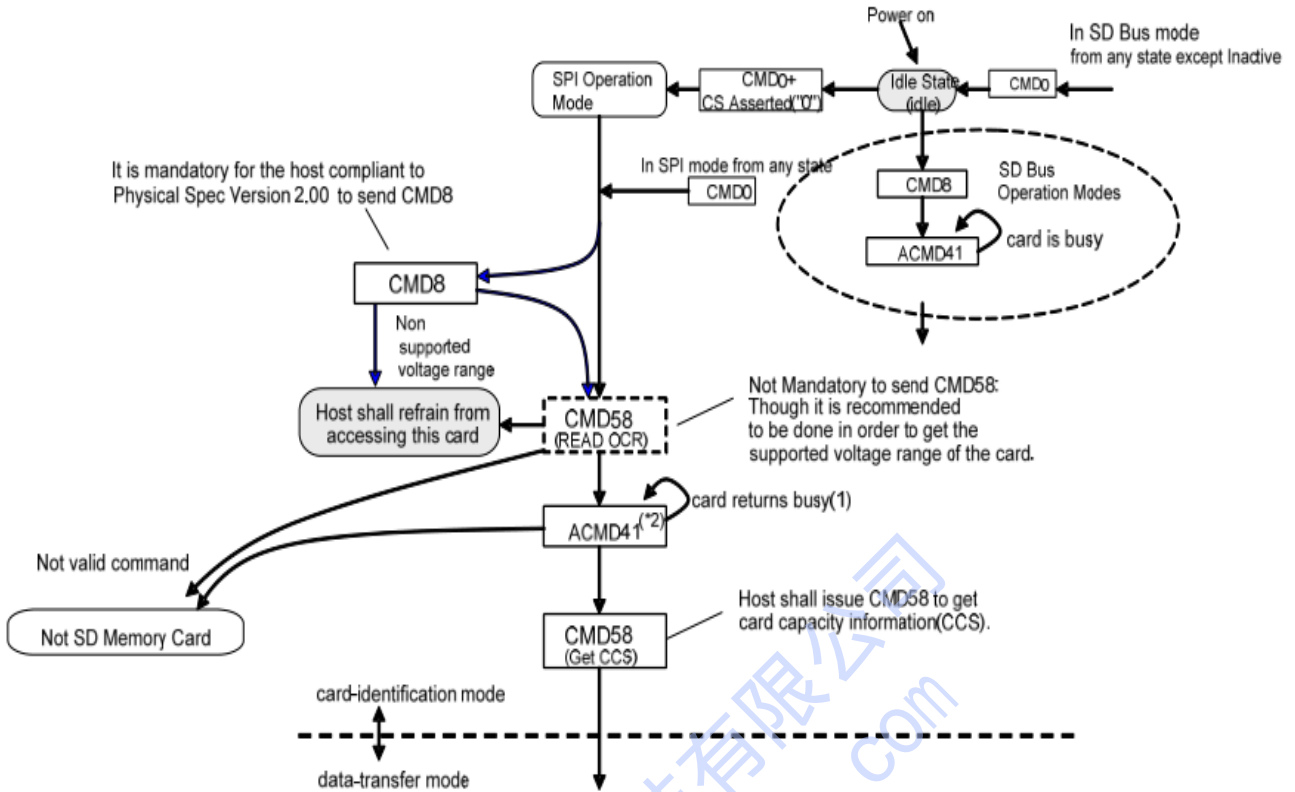 Power on
In SD Bus mode
from any state except Inactive
SPI Operation
Mode
CMD0+
CS Asserted("0")
Idle State
(idle)
CMD0
It is mandatory for the host compliant to
Physical Spec Version 2.00 to send CMD8
In SPI mode from any state
CMD0
CMD8
SD Bus
Operation Modes
ACMD41
card is busy
CMD8
Non
supported
voltage range
Host shall refrain from
accessing this card
CMD58
(READ OCR)
Not Mandatory to send CMD58:
Though it is recommended
to be done in order to get the
supported voltage range of the card.
ACMD41(*2)
card returns busy(1)
Not valid command
Not SD Memory Card
CMD58
(Get CCS)
Host shall issue CMD58 to get
card capacity information(CCS).
card-identification mode
data-transfer mode
有限公司
com